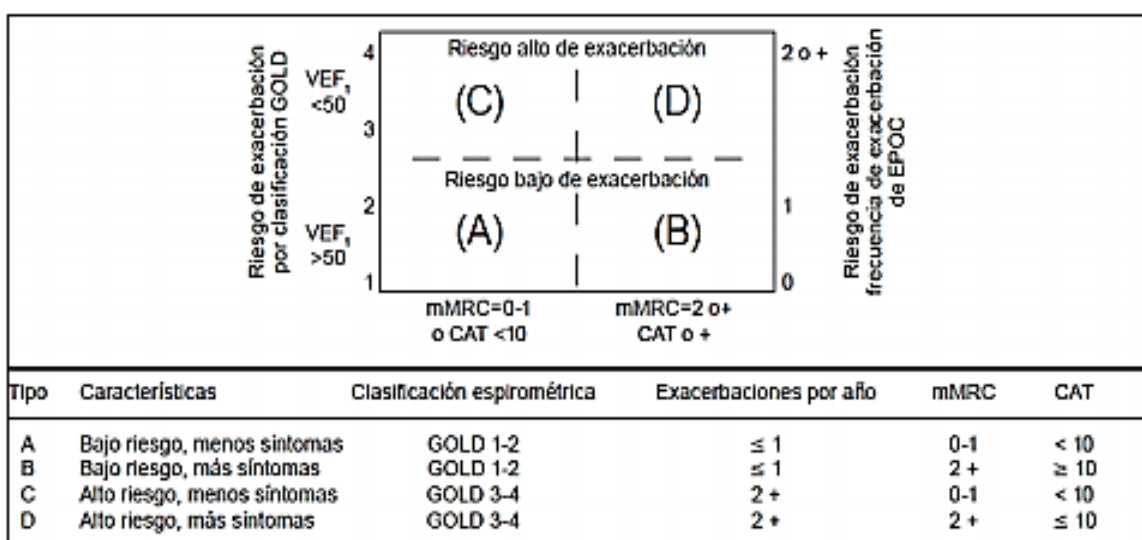 Riesgo de exacerbación
por clasificación GOLD
VEF₁
<50
VEF₁
>50
4
3
2
1
Riesgo alto de exacerbación
(C)
(D)
Riesgo bajo de exacerbación
(A)
(B)
2 o +
1
0
Riesgo de exacerbación
frecuencia de exacerbación
de EPOC
mMRC=0-1
o CAT <10
mMRC=2 o+
CAT o +
Tipo Características Clasificación espirométrica Exacerbaciones por año mMRC CAT
A Bajo riesgo, menos síntomas GOLD 1-2 ≤ 1 0-1 < 10
B Bajo riesgo, más síntomas GOLD 1-2 ≤ 1 2 + ≥ 10
C Alto riesgo, menos síntomas GOLD 3-4 2 + 0-1 < 10
D Alto riesgo, más síntomas GOLD 3-4 2 + 2 + ≤ 10